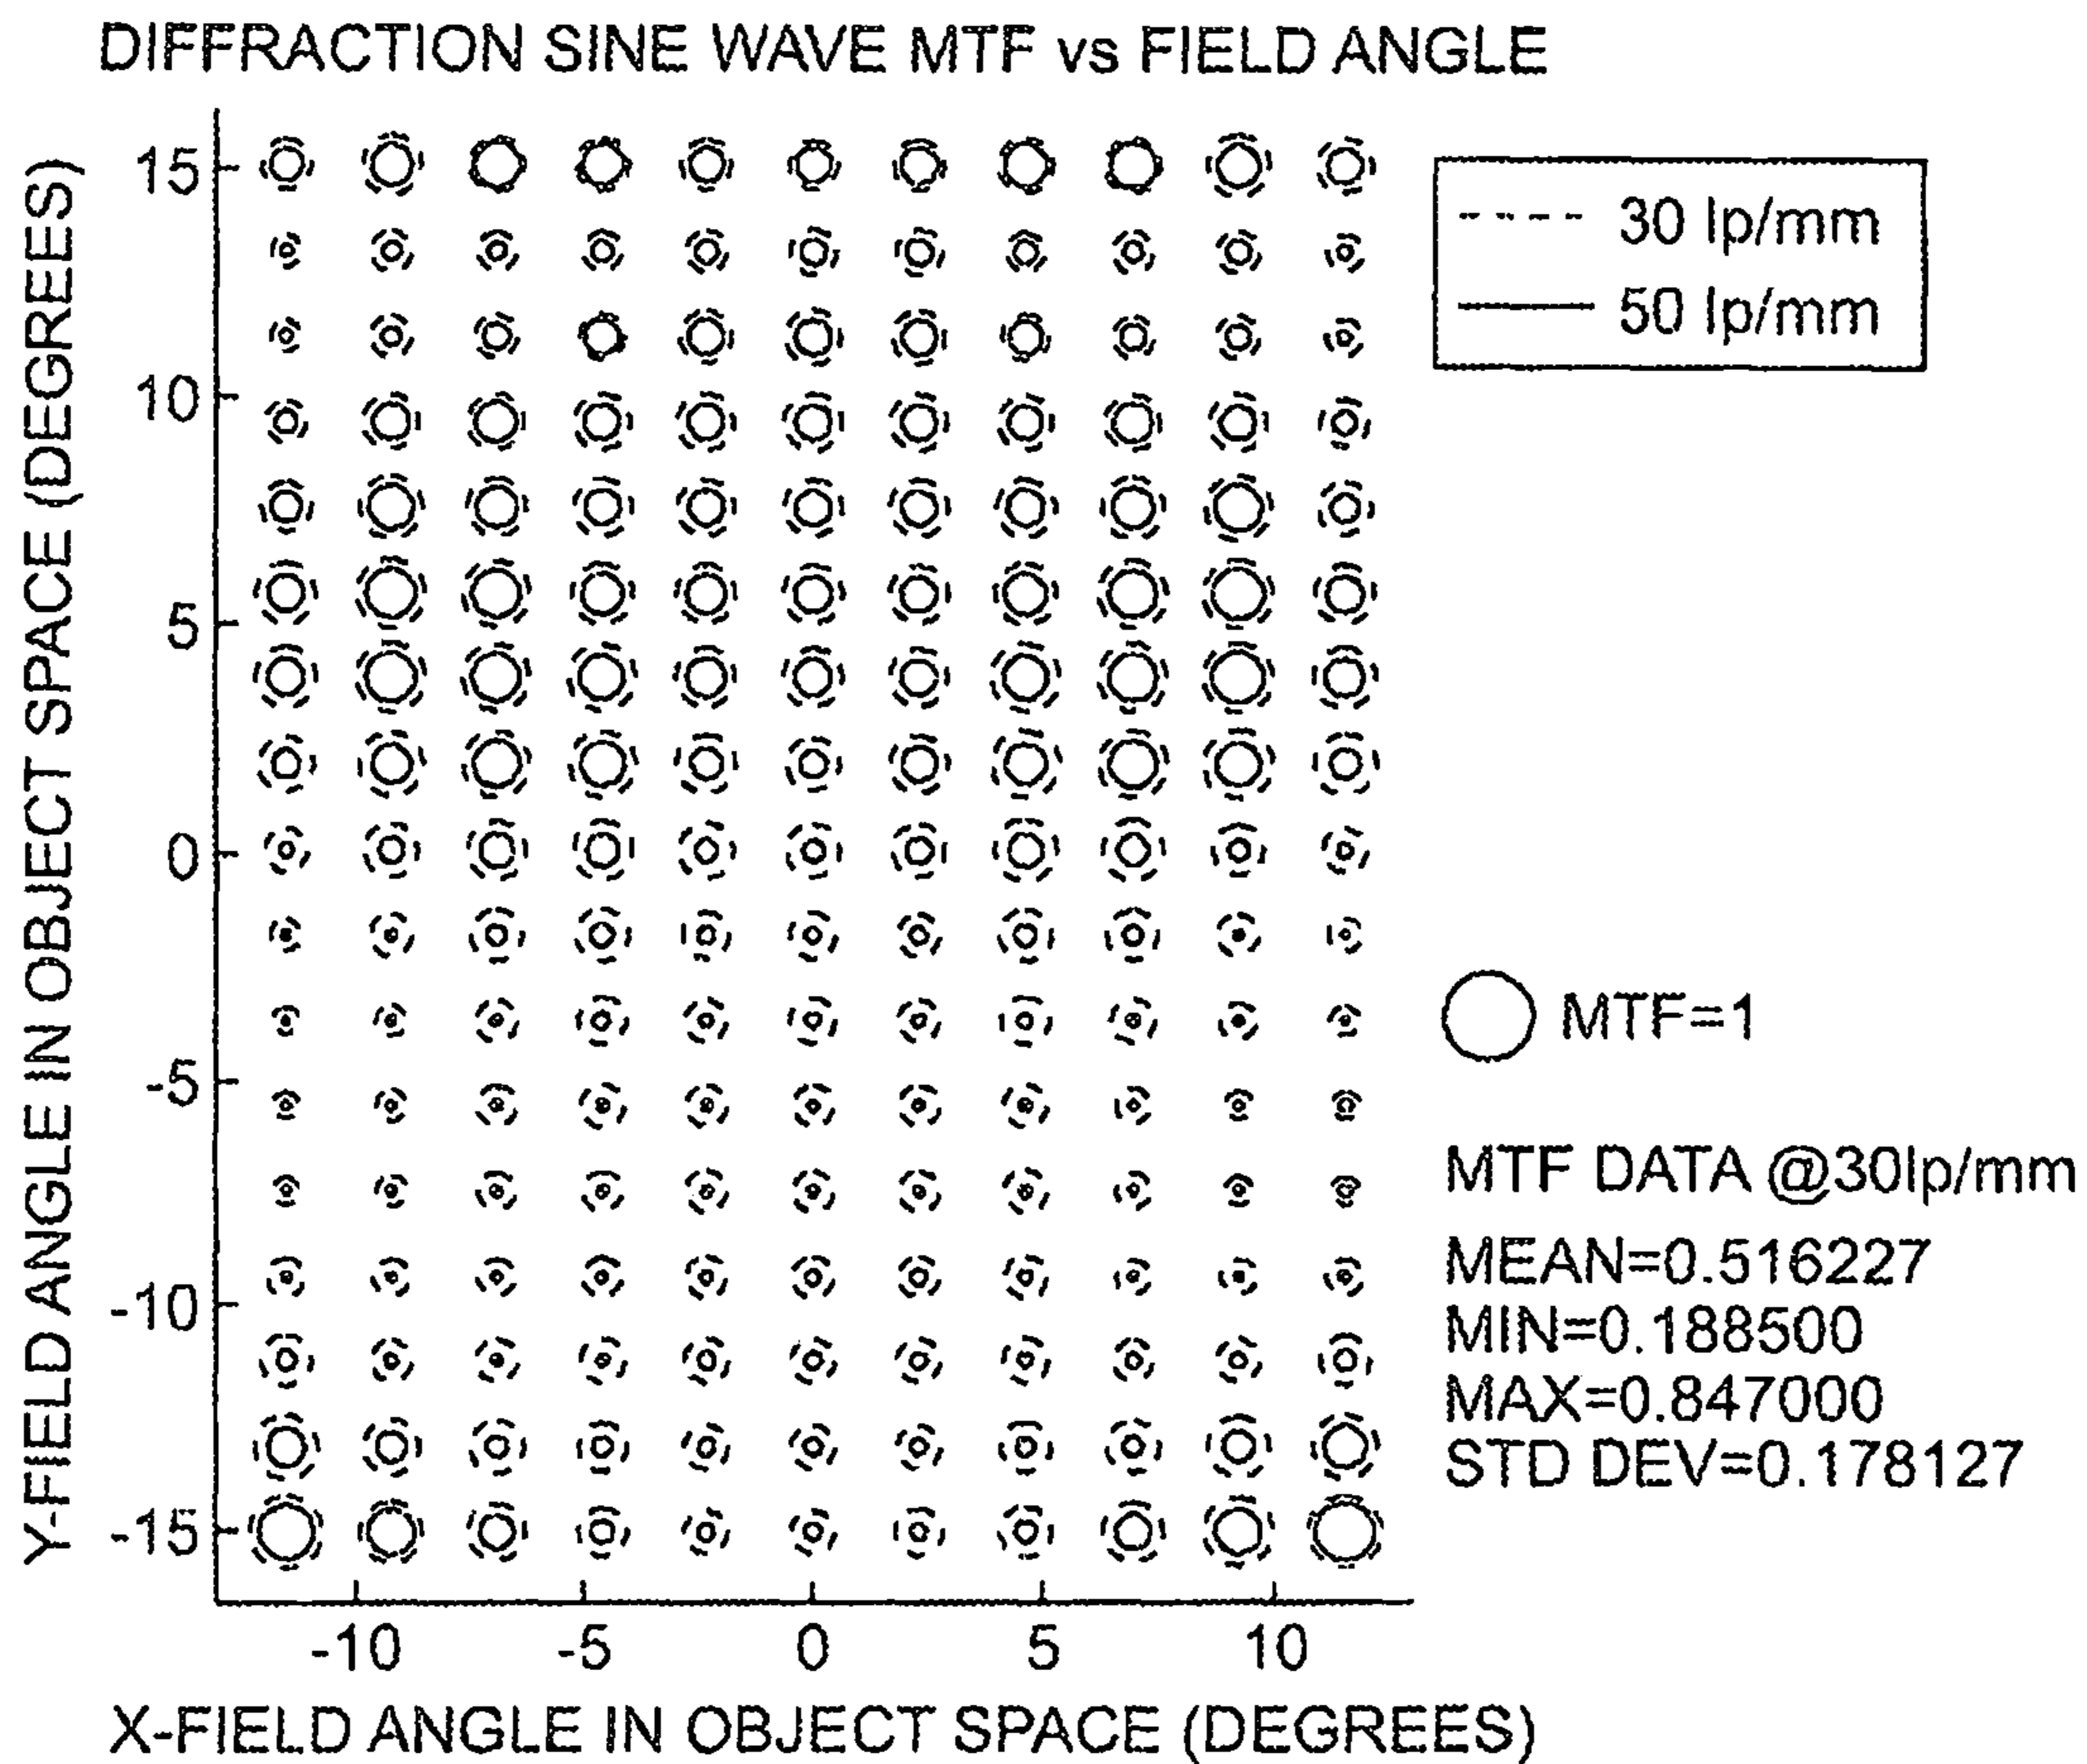 DIFFRACTION SINE WAVE MTF vs FIELD ANGLE
Y-FIELD ANGLE IN OBJECT SPACE (DEGREES)
15
10
5
0
-5
-10
-15
-10 -5 0 5 10
X-FIELD ANGLE IN OBJECT SPACE (DEGREES)
30 lp/mm
50 lp/mm
MTF=1
MTF DATA @30lp/mm
MEAN=0.516227
MIN=0.188500
MAX=0.847000
STD DEV=0.178127